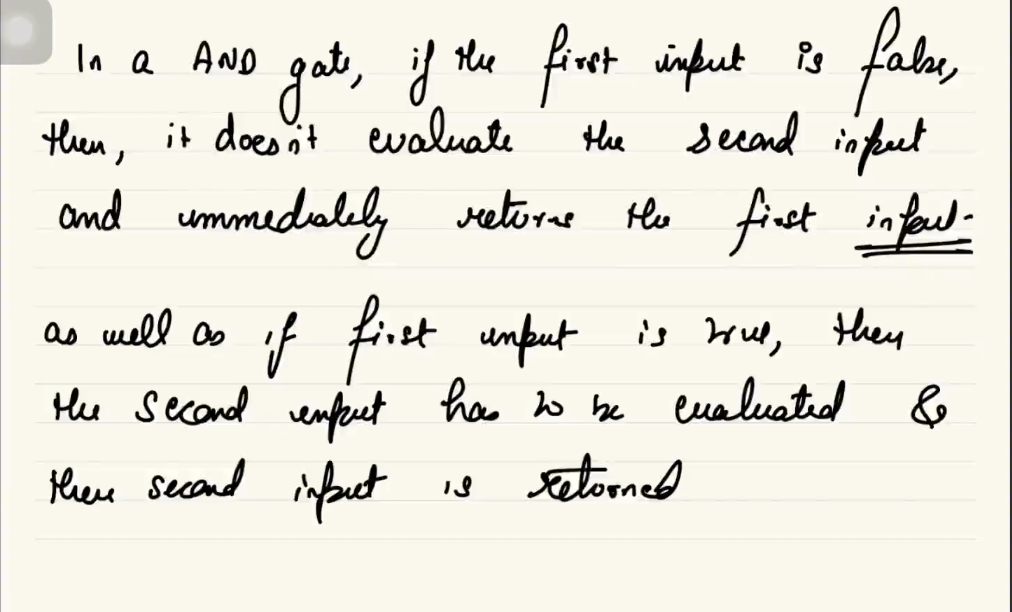 In a AND gate, if the first input is false,
then, it doesn't evaluate the second input
and immediately returns the first input.
as well as if first input is true, then
the second input has to be evaluated &
then second input is returned